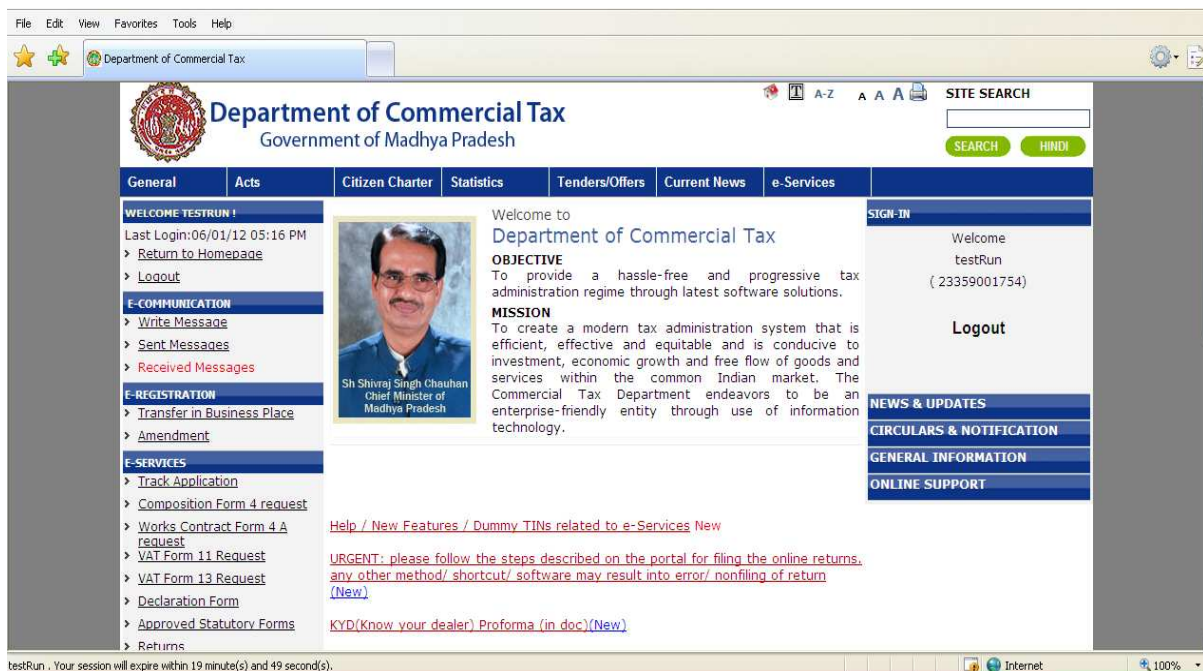 File Edit View Favorites Tools Help
Department of Commercial Tax
Department of Commercial Tax
Government of Madhya Pradesh
T A-Z A A A
SITE SEARCH
SEARCH HINDI
General Acts Citizen Charter Statistics Tenders/Offers Current News e-Services
WELCOME TESTRUN !
Last Login:06/01/12 05:16 PM
Return to Homepage
Logout
E-COMMUNICATION
Write Message
Sent Messages
Received Messages
E-REGISTRATION
Transfer in Business Place
Amendment
E-SERVICES
Track Application
Composition Form 4 request
Works Contract Form 4 A
request
VAT Form 11 Request
VAT Form 13 Request
Declaration Form
Approved Statutory Forms
Returns
Sh Shivraj Singh Chauhan
Chief Minister of
Madhya Pradesh
Welcome to
Department of Commercial Tax
OBJECTIVE
To provide a hassle-free and progressive tax
administration regime through latest software solutions.
MISSION
To create a modern tax administration system that is
efficient, effective and equitable and is conducive to
investment, economic growth and free flow of goods and
services within the common Indian market. The
Commercial Tax Department endeavors to be an
enterprise-friendly entity through use of information
technology.
Help / New Features / Dummy TINs related to e-Services New
URGENT: please follow the steps described on the portal for filing the online returns,
any other method/ shortcut/ software may result into error/ nonfiling of return
(New)
KYD(Know your dealer) Proforma (in doc)(New)
SIGN-IN
Welcome
testRun
( 23359001754)
Logout
NEWS & UPDATES
CIRCULARS & NOTIFICATION
GENERAL INFORMATION
ONLINE SUPPORT
testRun . Your session will expire within 19 minute(s) and 49 second(s).
Internet
100%